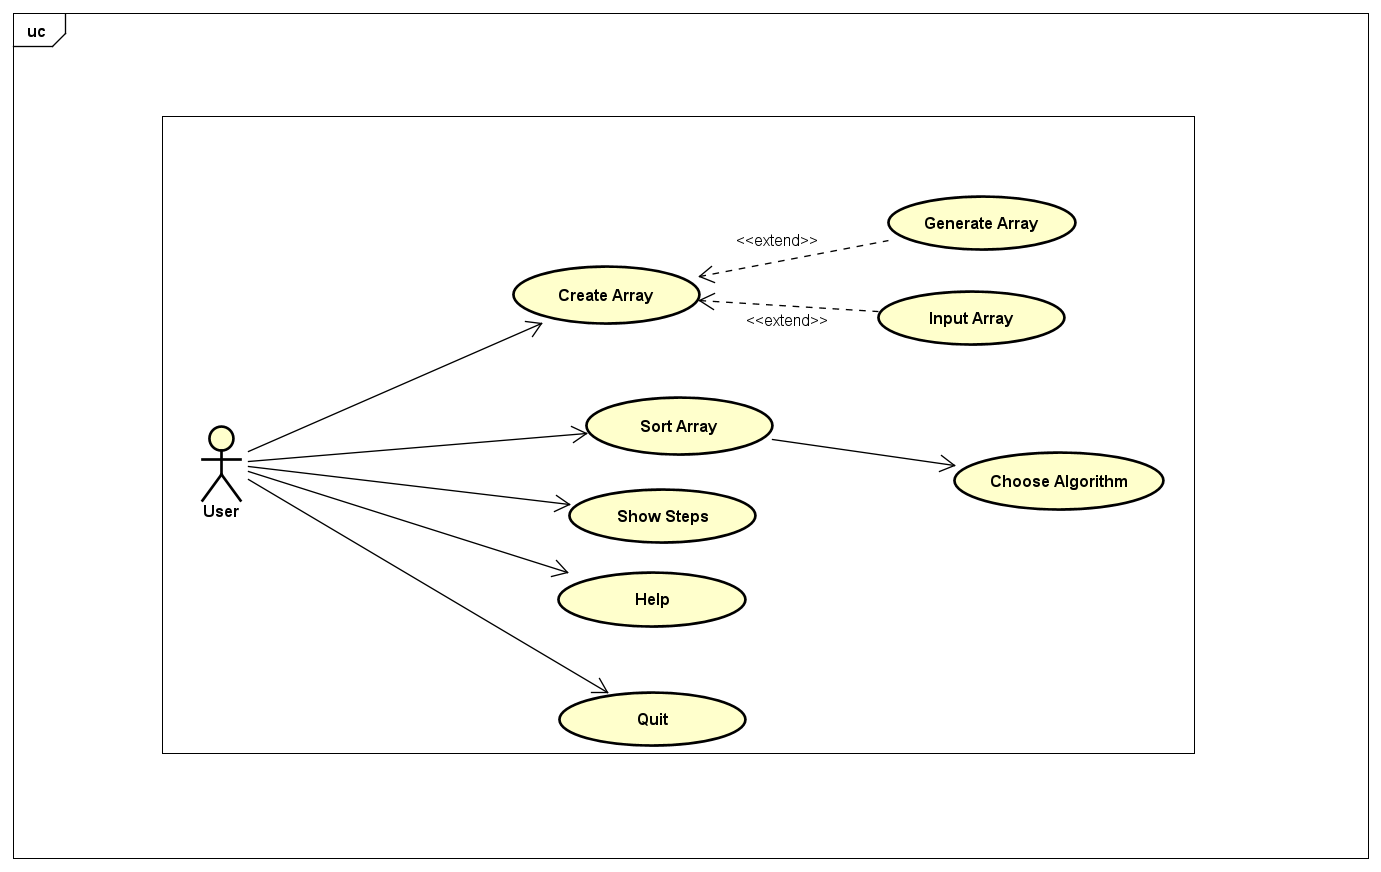 uc
Generate Array
<<extend>>
Create Array
Input Array
<<extend>>
Sort Array
Choose Algorithm
User
Show Steps
Help
Quit